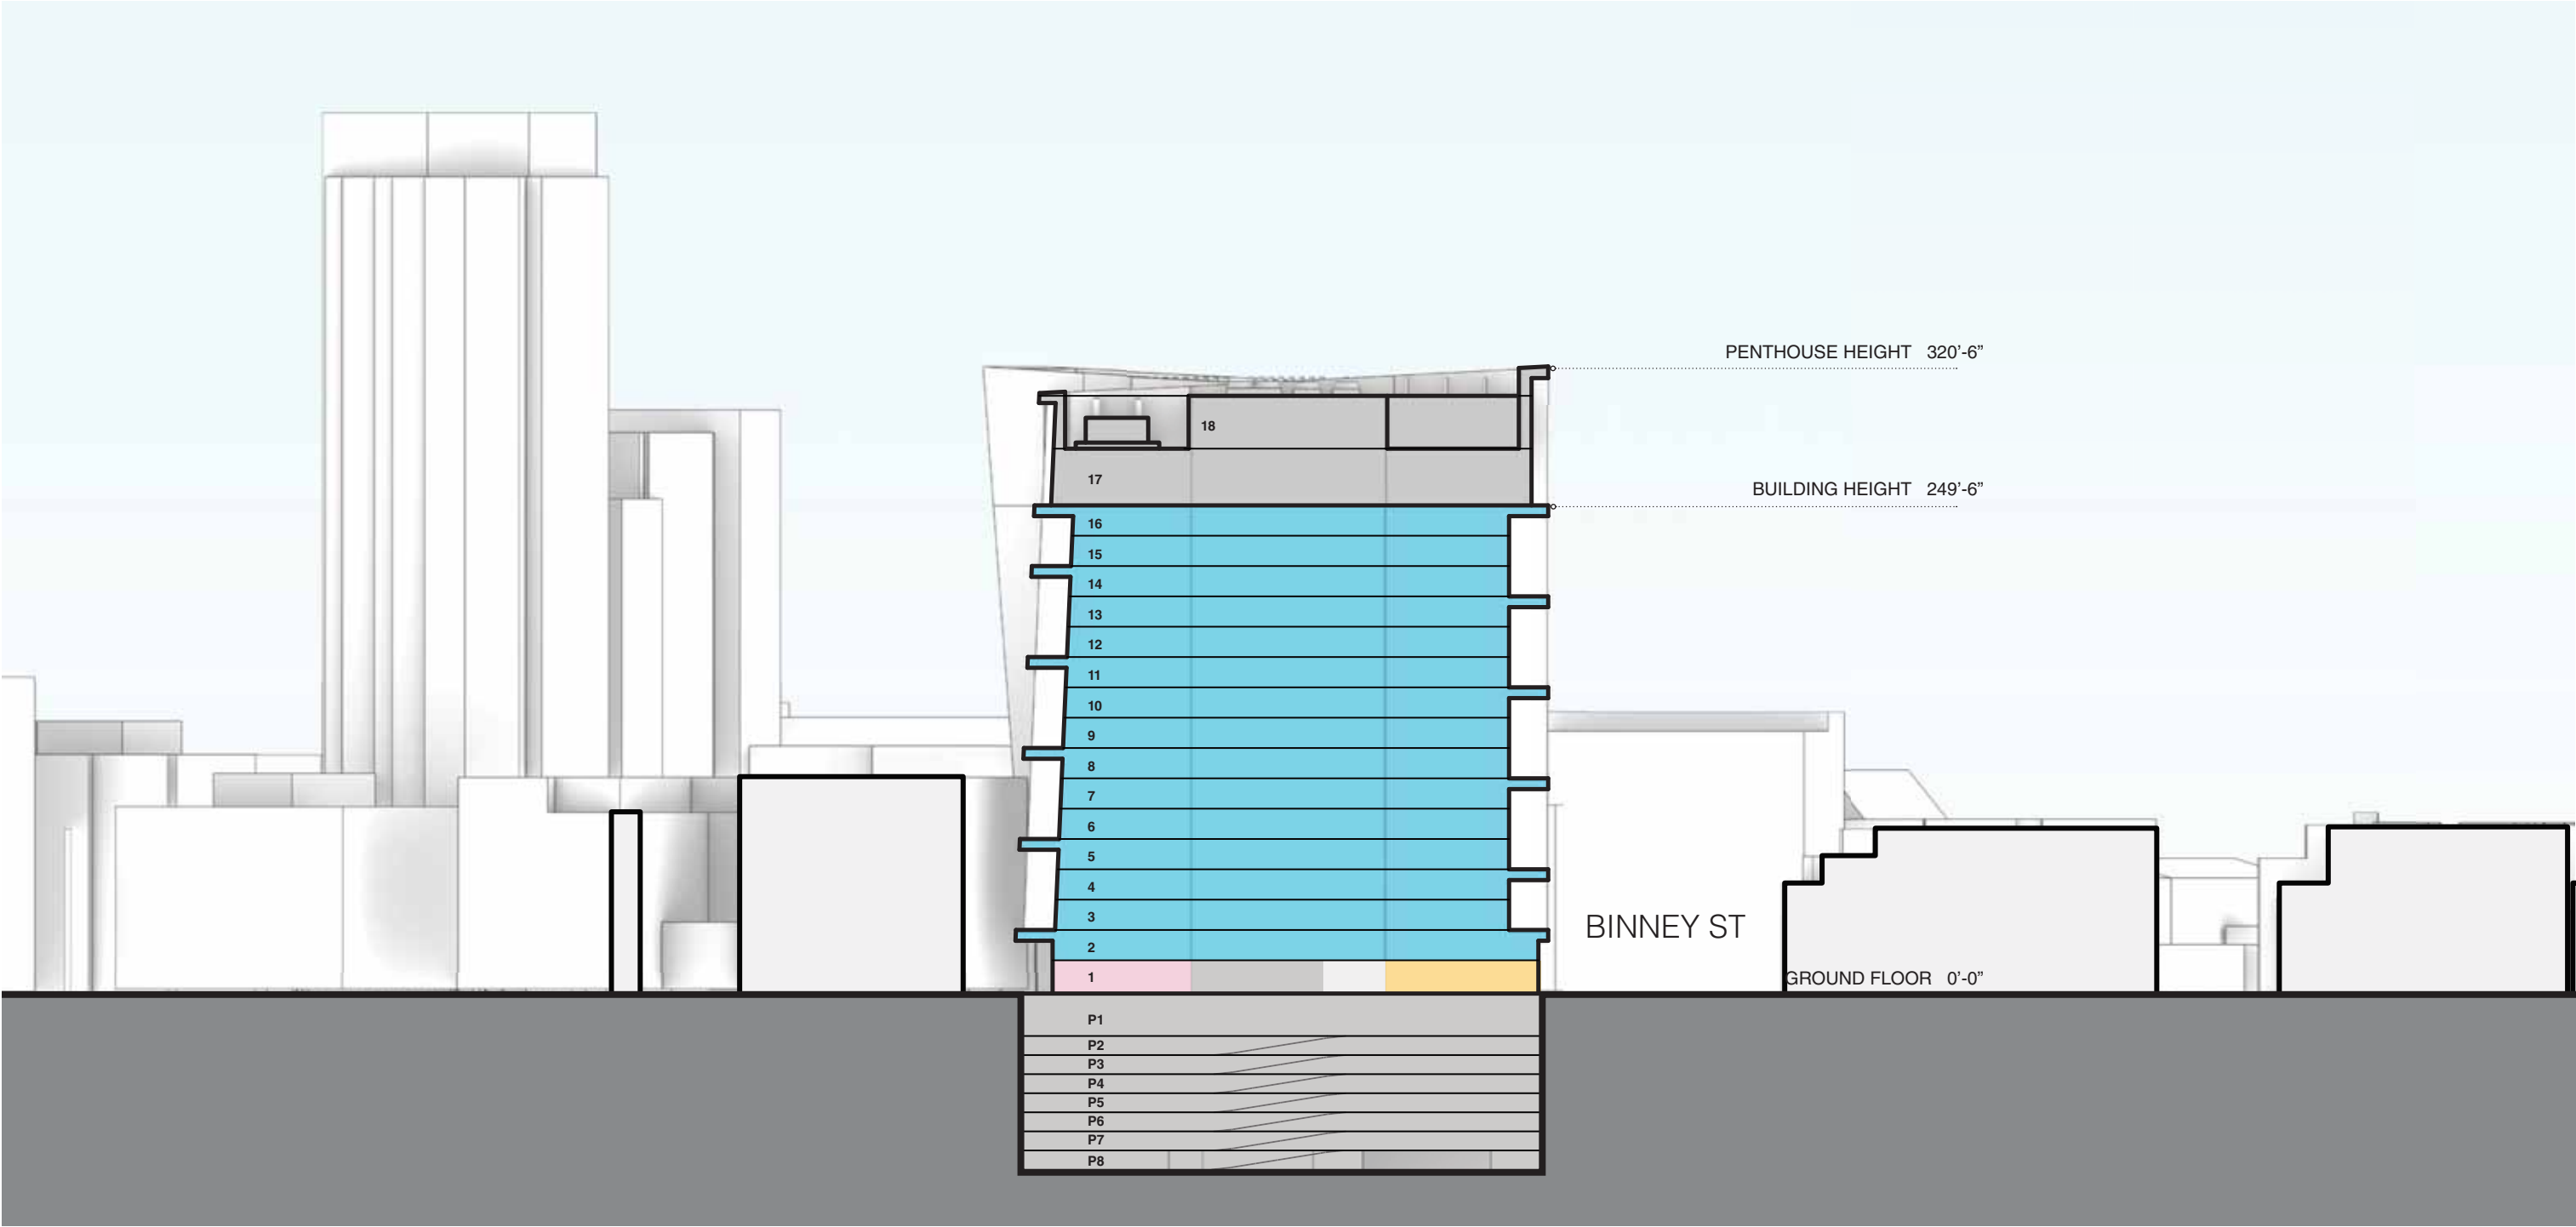 PENTHOUSE HEIGHT 320’-6”
18
17
BUILDING HEIGHT 249’-6”
16
15
14
13
12
11
10
9
8
7
6
5
4
3
BINNEY ST
2
1
GROUND FLOOR 0’-0”
P1
P2
P3
P4
P5
P6
P7
P8